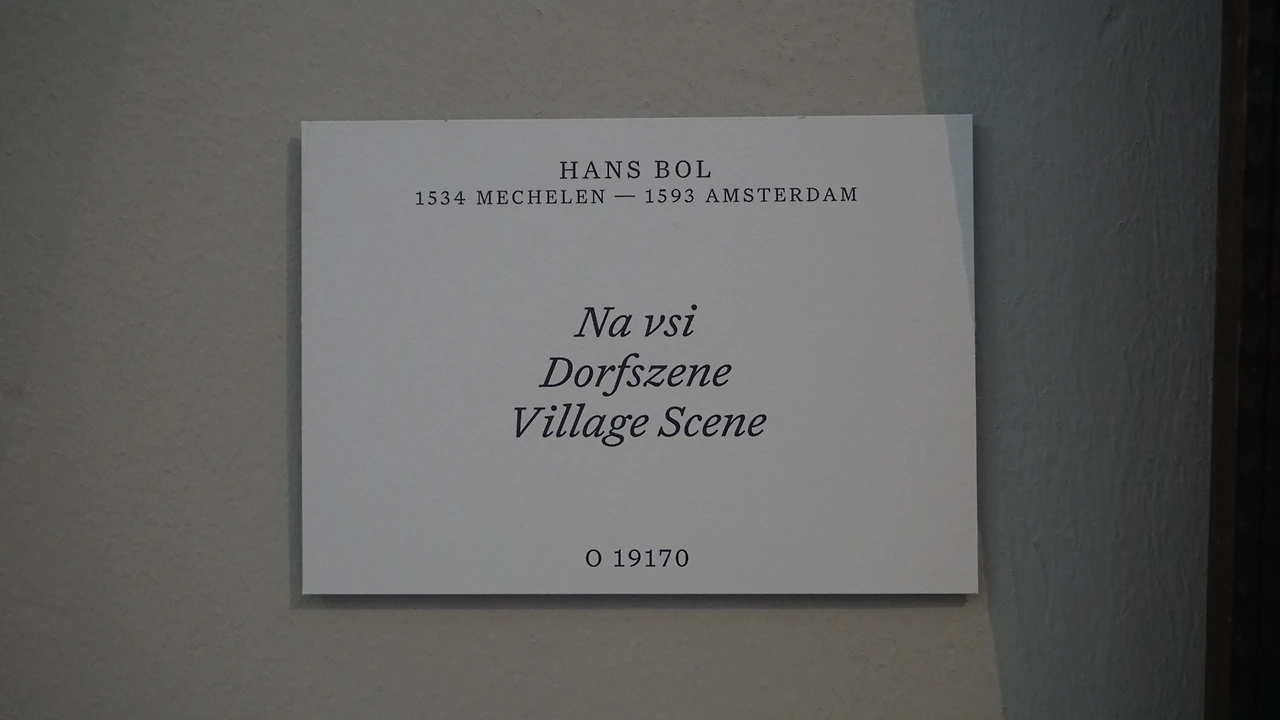 HANS BOL
1534 MECHELEN — 1593 AMSTERDAM
Na vsi
Dorfszene
Village Scene
O 19170